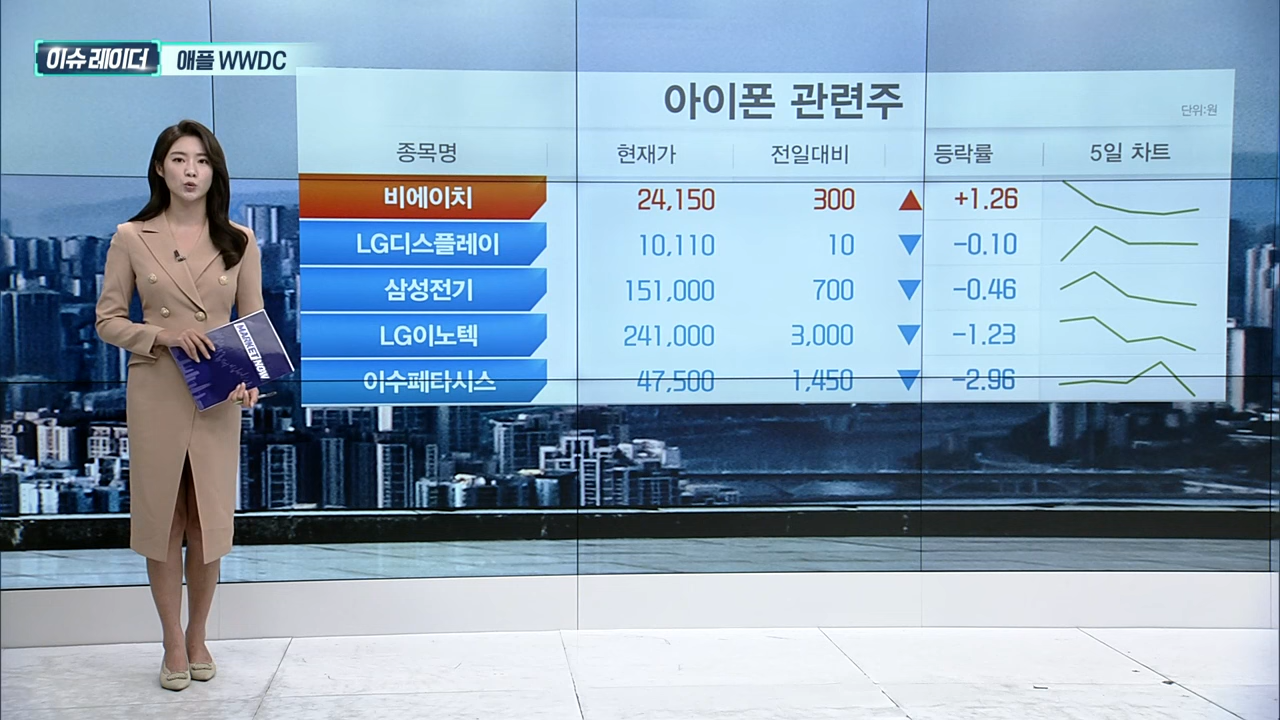 이슈 레이더 애플 WWDC
아이폰 관련주
단위:원
종목명 현재가 전일대비 등락률 5일 차트
비에이치 24,150 300 ▲ +1.26
LG디스플레이 10,110 10 ▼ -0.10
삼성전기 151,000 700 ▼ -0.46
LG이노텍 241,000 3,000 ▼ -1.23
이수페타시스 47,500 1,450 ▼ -2.96
MARKET NOW